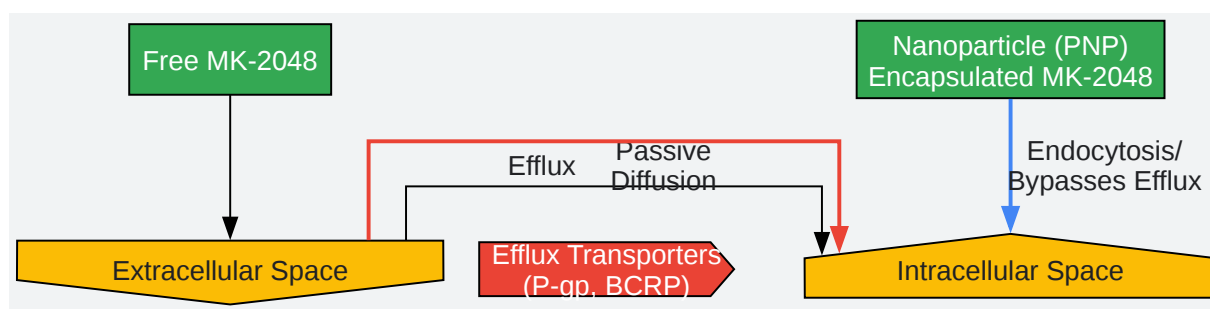 Free MK-2048
Nanoparticle (PNP)
Encapsulated MK-2048
Efflux
Passive
Diffusion
Endocytosis/
Bypasses Efflux
Extracellular Space
Efflux Transporters
(P-gp, BCRP)
Intracellular Space